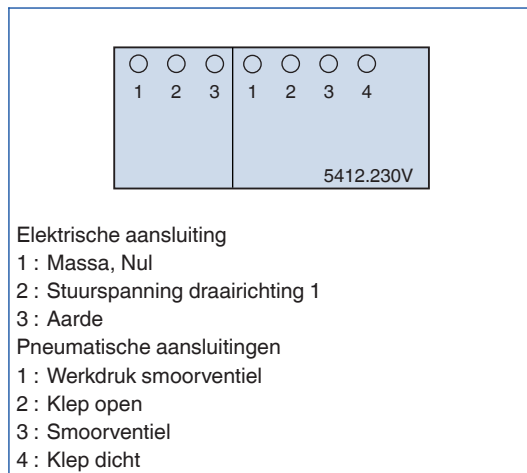 1 2 3 1 2 3 4
5412.230V
Elektrische aansluiting
1 : Massa, Nul
2 : Stuurspanning draairichting 1
3 : Aarde
Pneumatische aansluitingen
1 : Werkdruk smoorventiel
2 : Klep open
3 : Smoorventiel
4 : Klep dicht